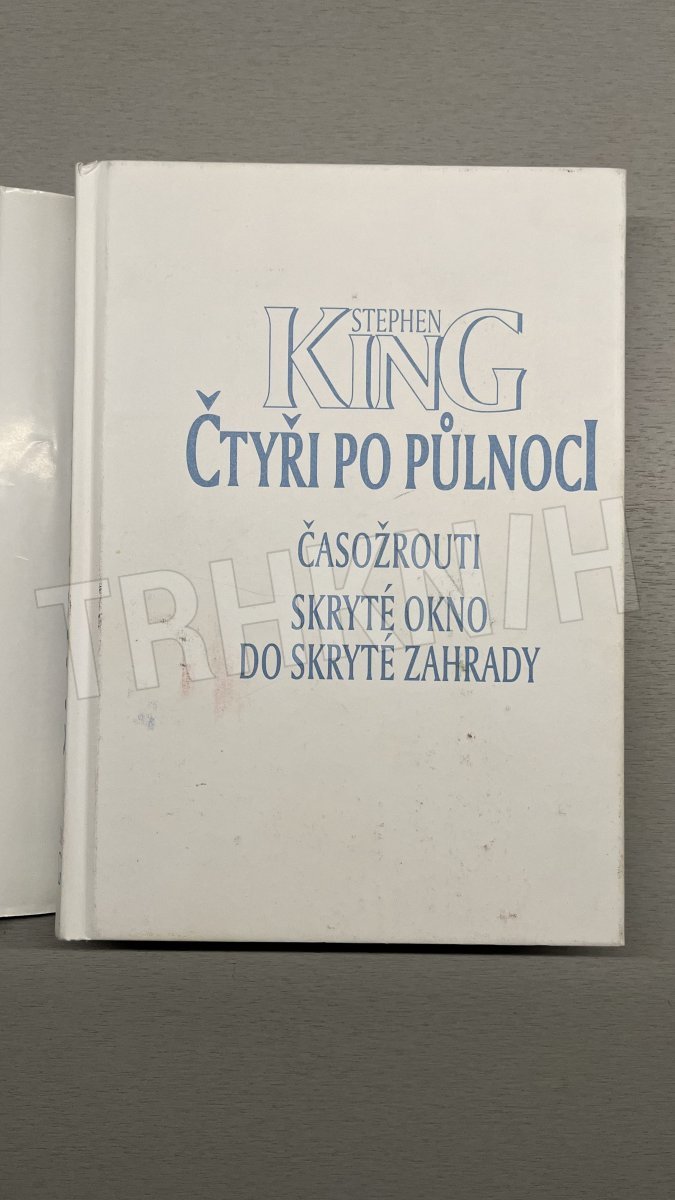 STEPHEN
KING
ČTYŘI PO PŮLNOCI
ČASOŽROUTI
SKRYTÉ OKNO
DO SKRYTÉ ZAHRADY
TRHKNIH